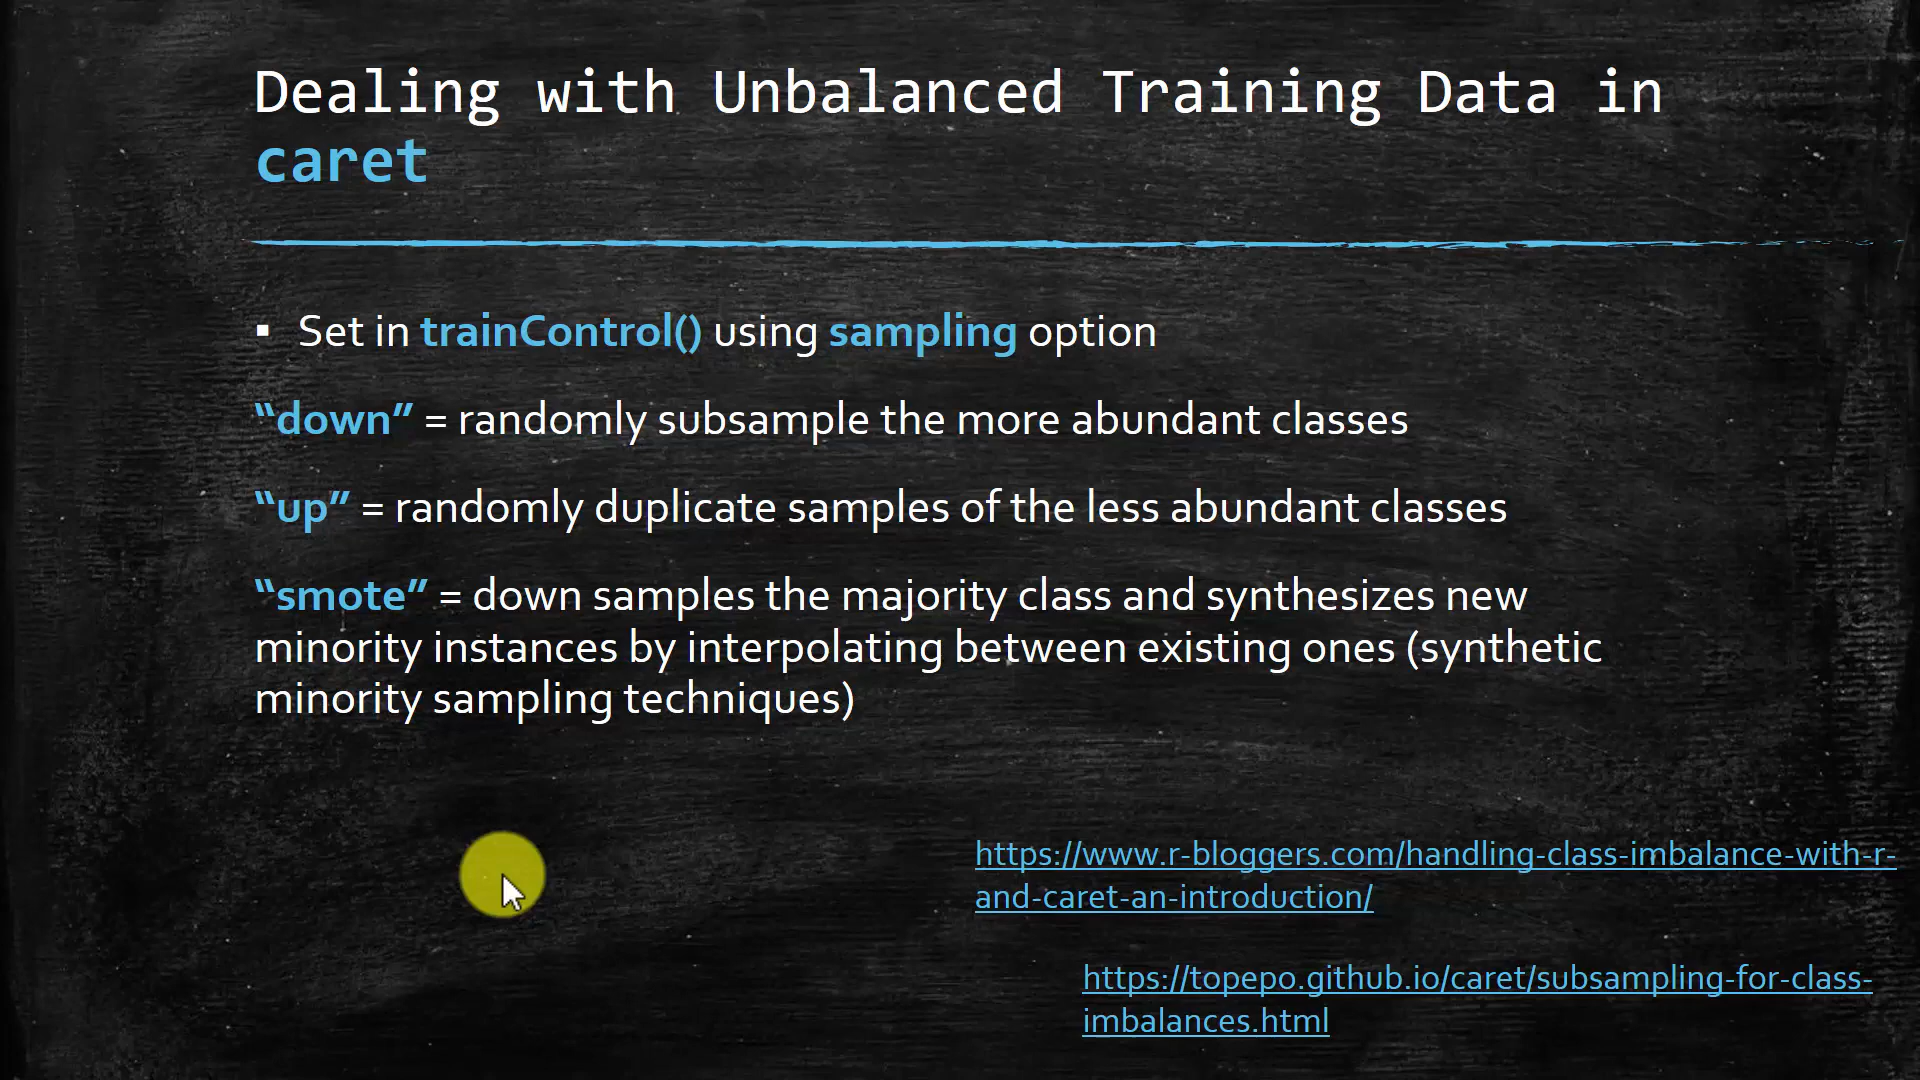 Dealing with Unbalanced Training Data in
caret
▪ Set in trainControl() using sampling option
“down” = randomly subsample the more abundant classes
“up” = randomly duplicate samples of the less abundant classes
“smote” = down samples the majority class and synthesizes new
minority instances by interpolating between existing ones (synthetic
minority sampling techniques)
https://www.r-bloggers.com/handling-class-imbalance-with-r-
and-caret-an-introduction/
https://topepo.github.io/caret/subsampling-for-class-
imbalances.html